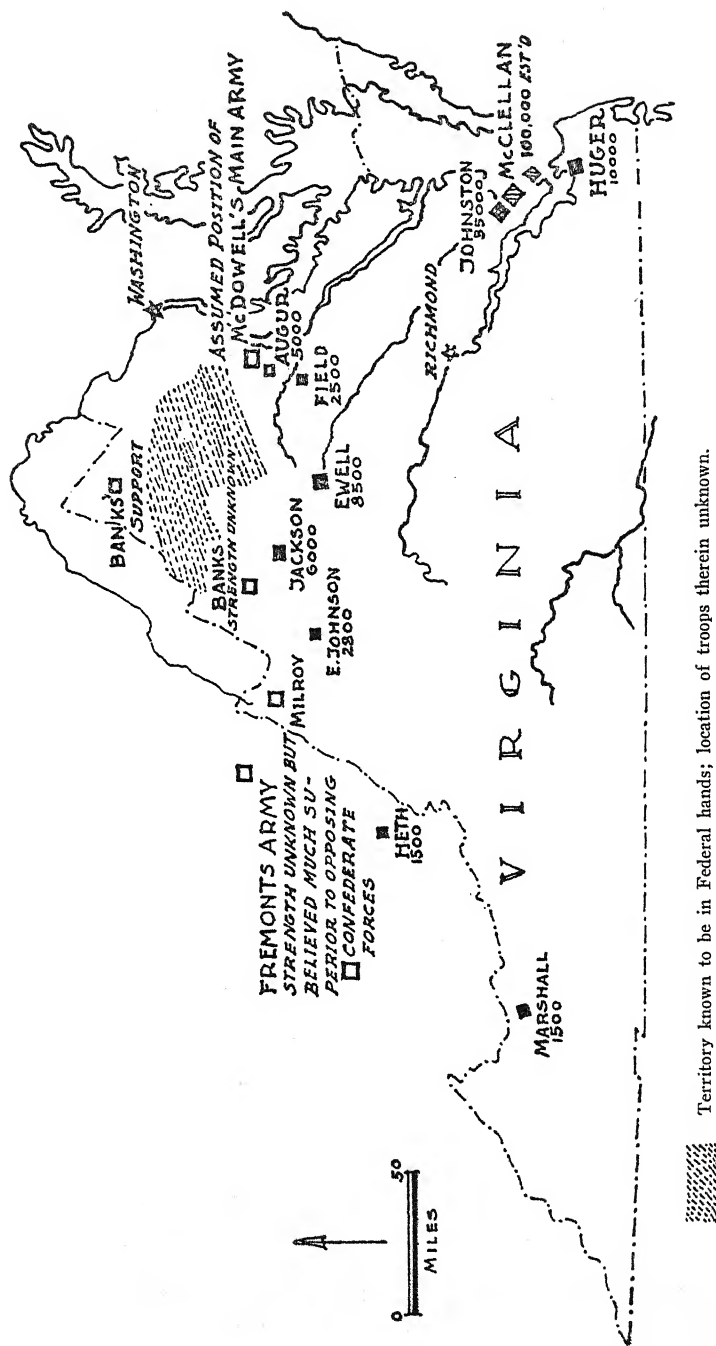 WASHINGTON
ASSUMED POSITION OF
McDOWELL'S MAIN ARMY
AUGUR
5000
FIELD
2500
BANKS'
SUPPORT
BANKS
STRENGTH UNKNOWN
JACKSON
6000
EWELL
8500
E. JOHNSON
2800
MILROY
FREMONTS ARMY
STRENGTH UNKNOWN BUT
BELIEVED MUCH SU-
PERIOR TO OPPOSING
CONFEDERATE
FORCES
HETH
1500
MARSHALL
1500
RICHMOND
JOHNSTON
55000
McCLELLAN
100,000 EST'D
HUGER
10000
VIRGINIA
0 50
MILES
Territory known to be in Federal hands; location of troops therein unknown.